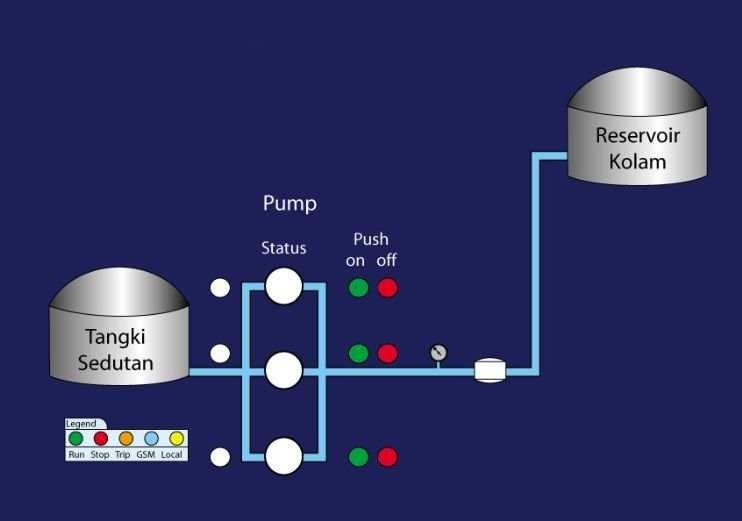 Reservoir
Kolam
Pump
Status
Push
on off
Tangki
Sedutan
Legend
Run Stop Trip GSM Local